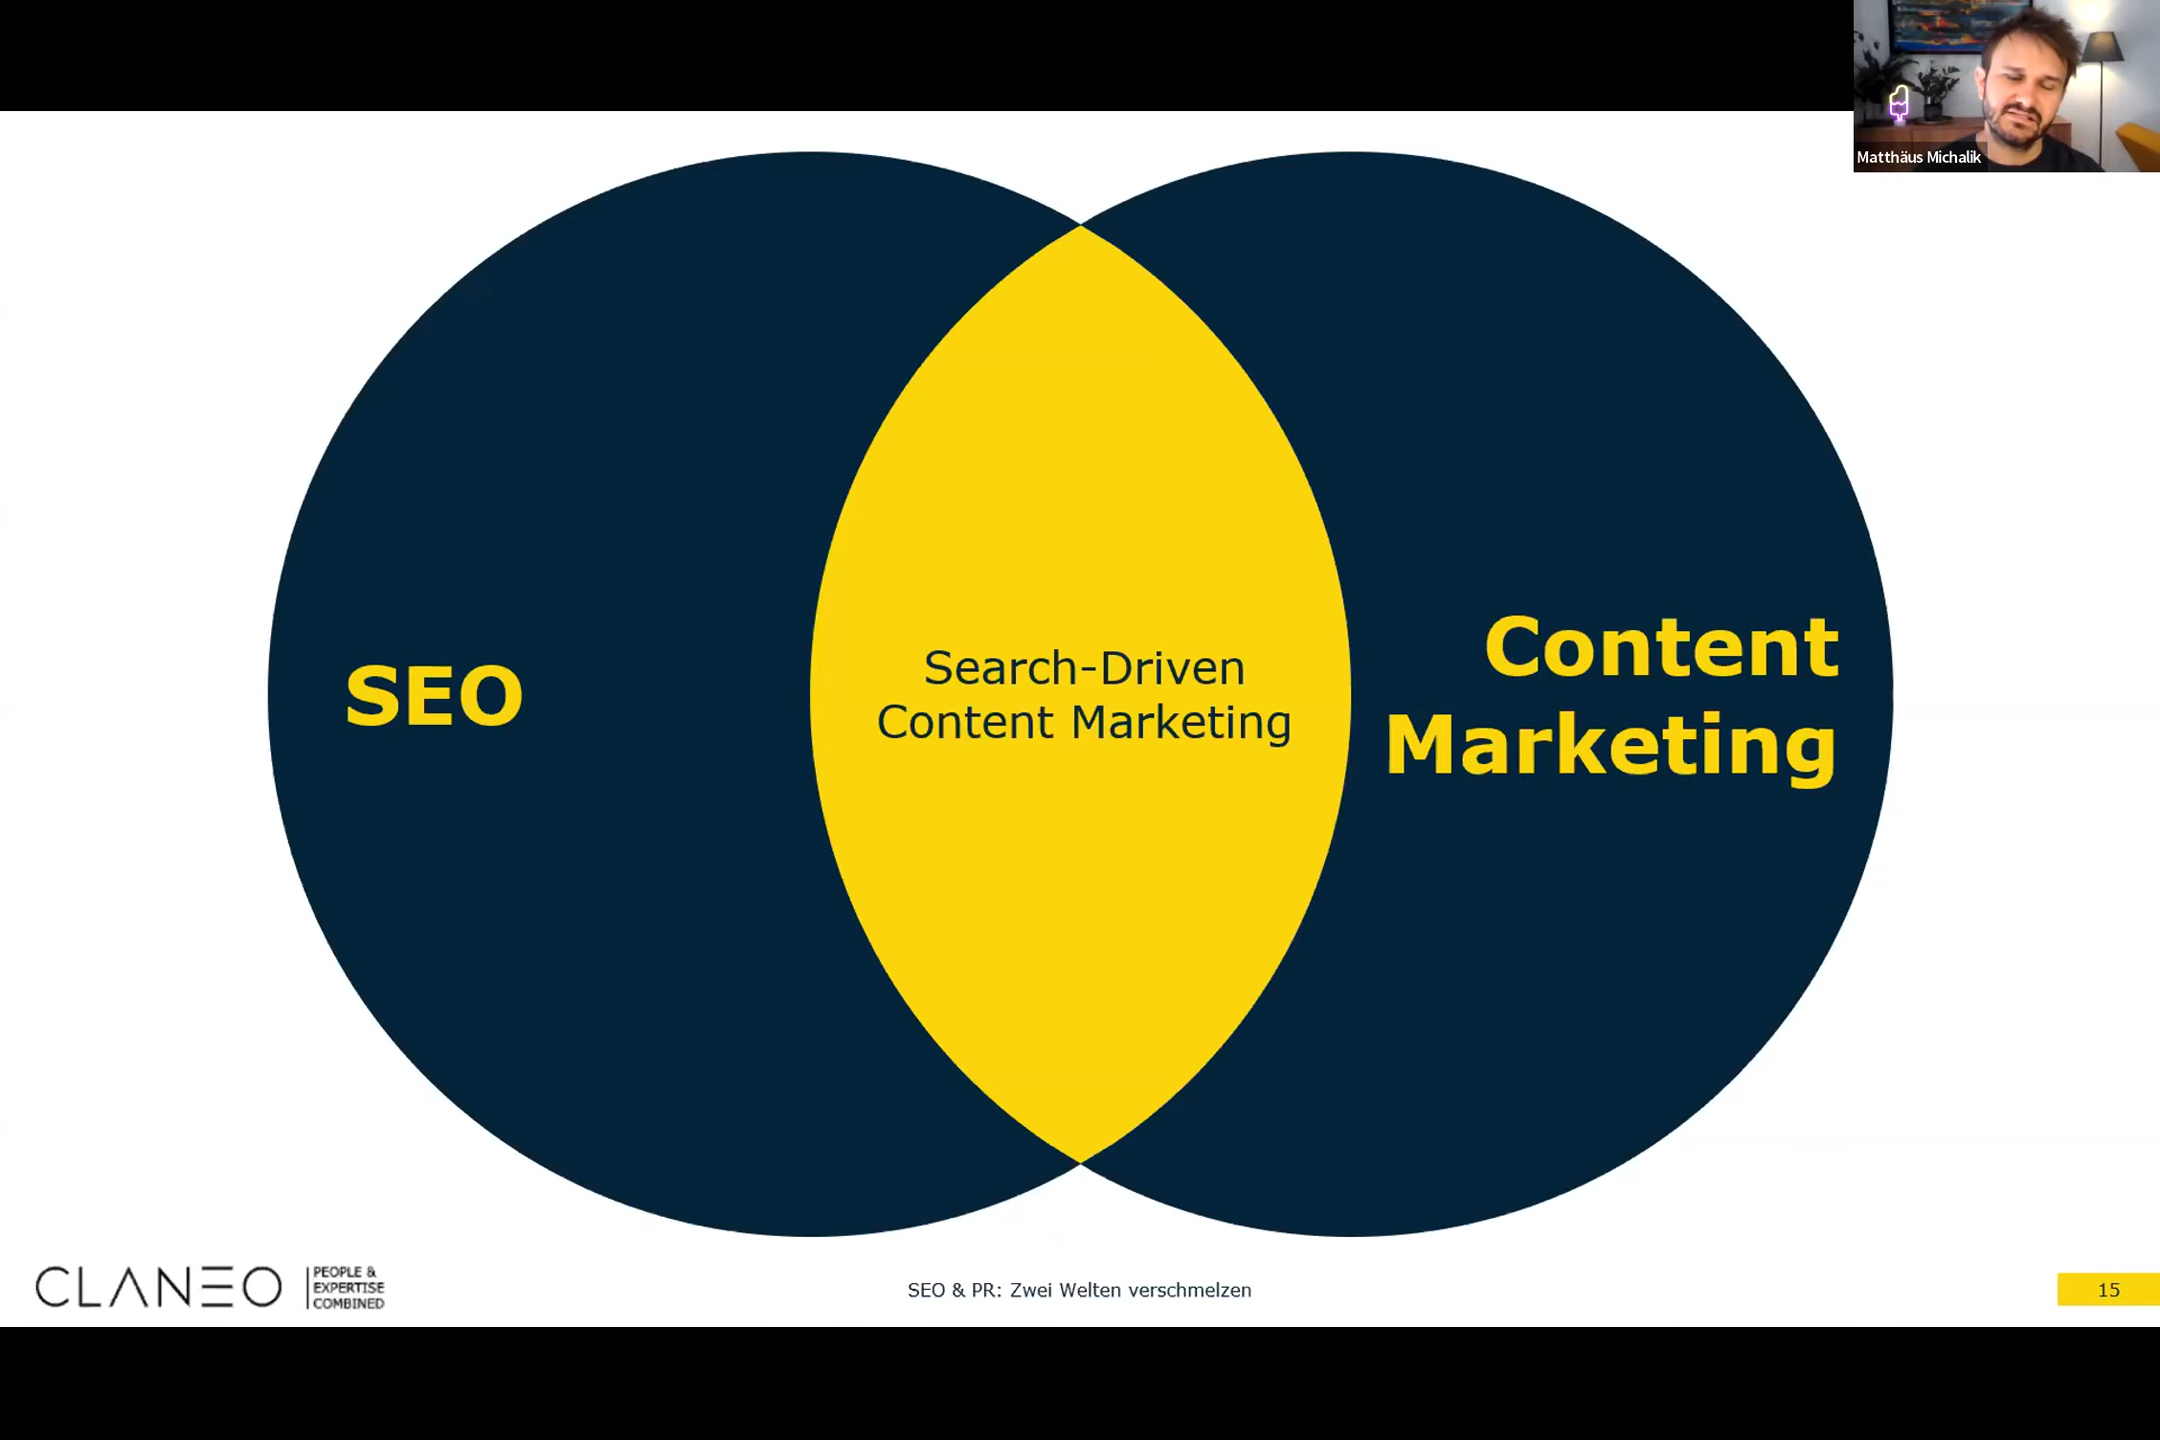 Matthäus Michalik
SEO
Search-Driven
Content Marketing
Content
Marketing
CLANEO
PEOPLE &
EXPERTISE
COMBINED
SEO & PR: Zwei Welten verschmelzen
15